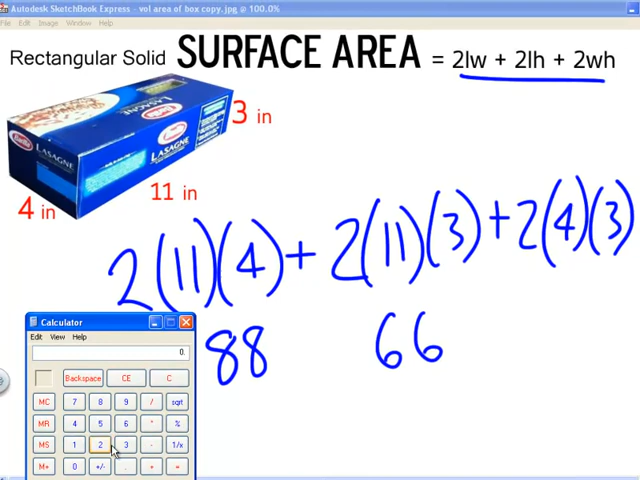 Autodesk SketchBook Express - vol area of box copy.jpg @ 100.0%
File Edit Image Window Help
Rectangular Solid SURFACE AREA = 2lw + 2lh + 2wh
LASAGNE
LASAGNE
3 in
11 in
4 in
2(11)(4) + 2(11)(3) + 2(4)(3)
88 66
Calculator
Edit View Help
0.
Backspace CE C
MC 7 8 9 / sqrt
MR 4 5 6 * %
MS 1 2 3 - 1/x
M+ 0 +/- . + =